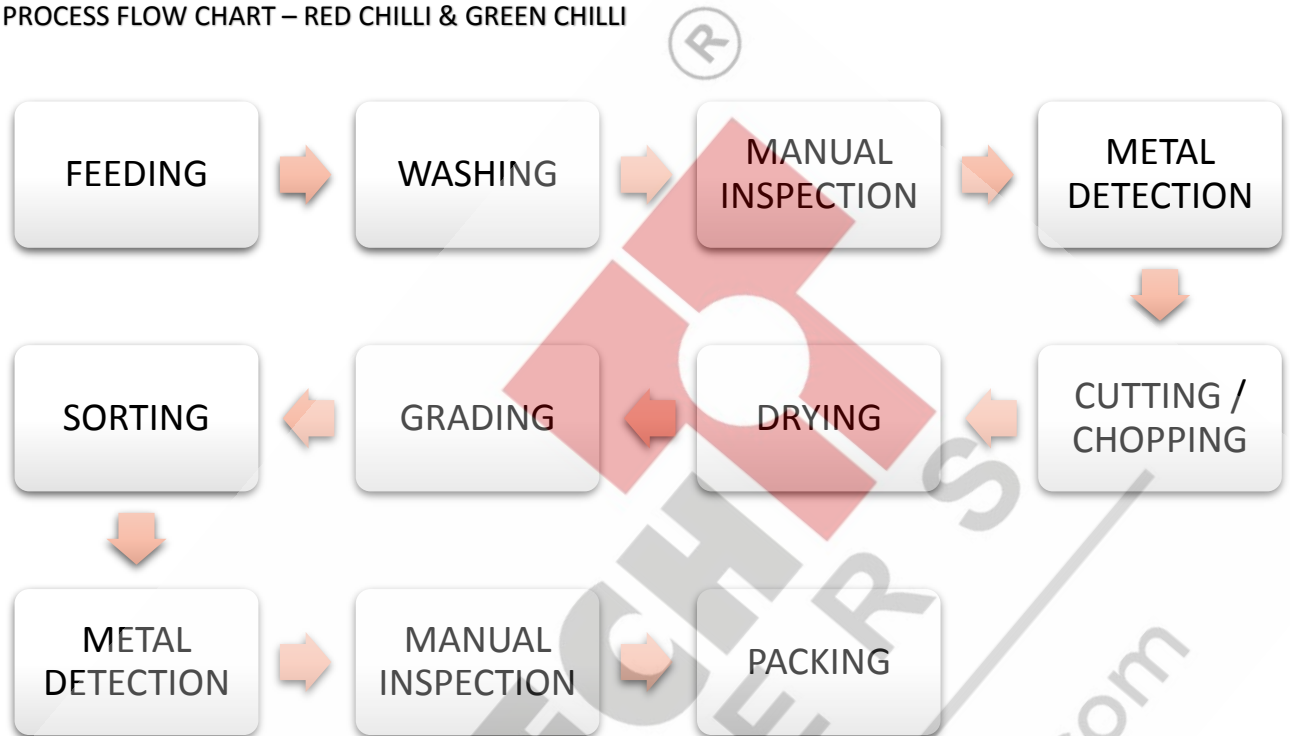 PROCESS FLOW CHART – RED CHILLI & GREEN CHILLI
®
FEEDING
WASHING
MANUAL
INSPECTION
METAL
DETECTION
CUTTING /
CHOPPING
DRYING
GRADING
SORTING
METAL
DETECTION
MANUAL
INSPECTION
PACKING